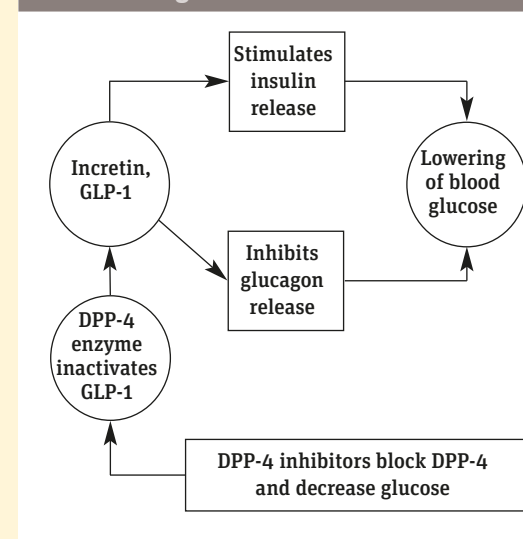 Stimulates
insulin
release
Incretin,
GLP-1
Lowering
of blood
glucose
Inhibits
glucagon
release
DPP-4
enzyme
inactivates
GLP-1
DPP-4 inhibitors block DPP-4
and decrease glucose